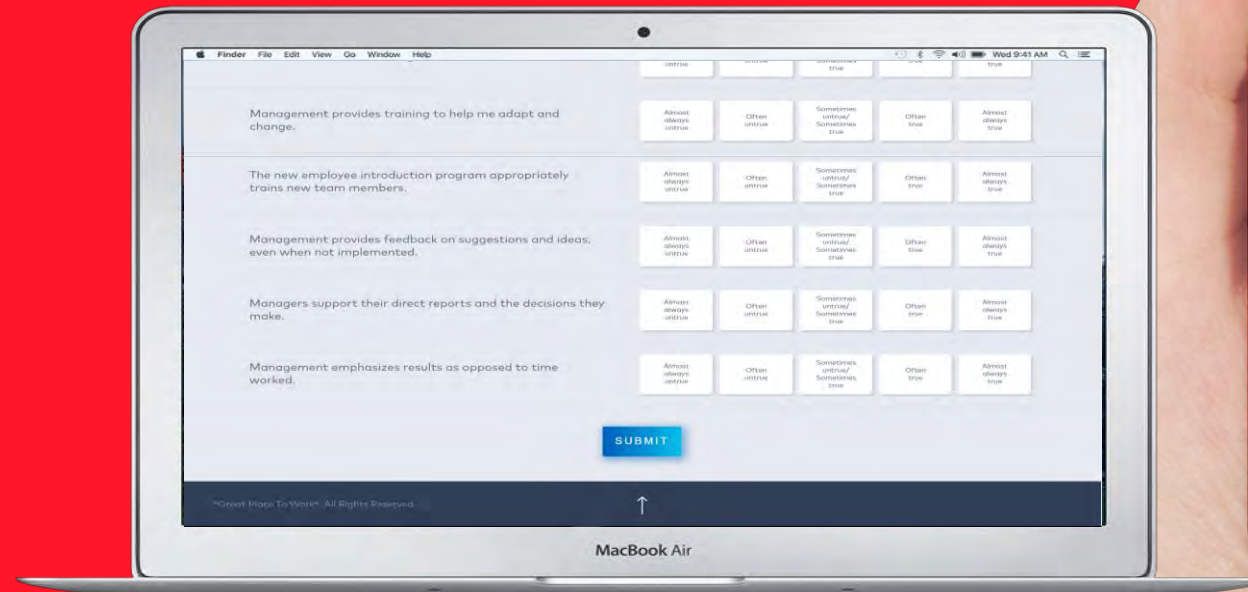 Finder File Edit View Go Window Help Wed 9:41 AM
untrue true
Management provides training to help me adapt and
change.
Almost
always
untrue
Often
untrue
Sometimes
untrue/
Sometimes
true
Often
true
Almost
always
true
The new employee introduction program appropriately
trains new team members.
Almost
always
untrue
Often
untrue
Sometimes
untrue/
Sometimes
true
Often
true
Almost
always
true
Management provides feedback on suggestions and ideas,
even when not implemented.
Almost
always
untrue
Often
untrue
Sometimes
untrue/
Sometimes
true
Often
true
Almost
always
true
Managers support their direct reports and the decisions they
make.
Almost
always
untrue
Often
untrue
Sometimes
untrue/
Sometimes
true
Often
true
Almost
always
true
Management emphasizes results as opposed to time
worked.
Almost
always
untrue
Often
untrue
Sometimes
untrue/
Sometimes
true
Often
true
Almost
always
true
SUBMIT
Great Place To Work. All Rights Reserved.
MacBook Air